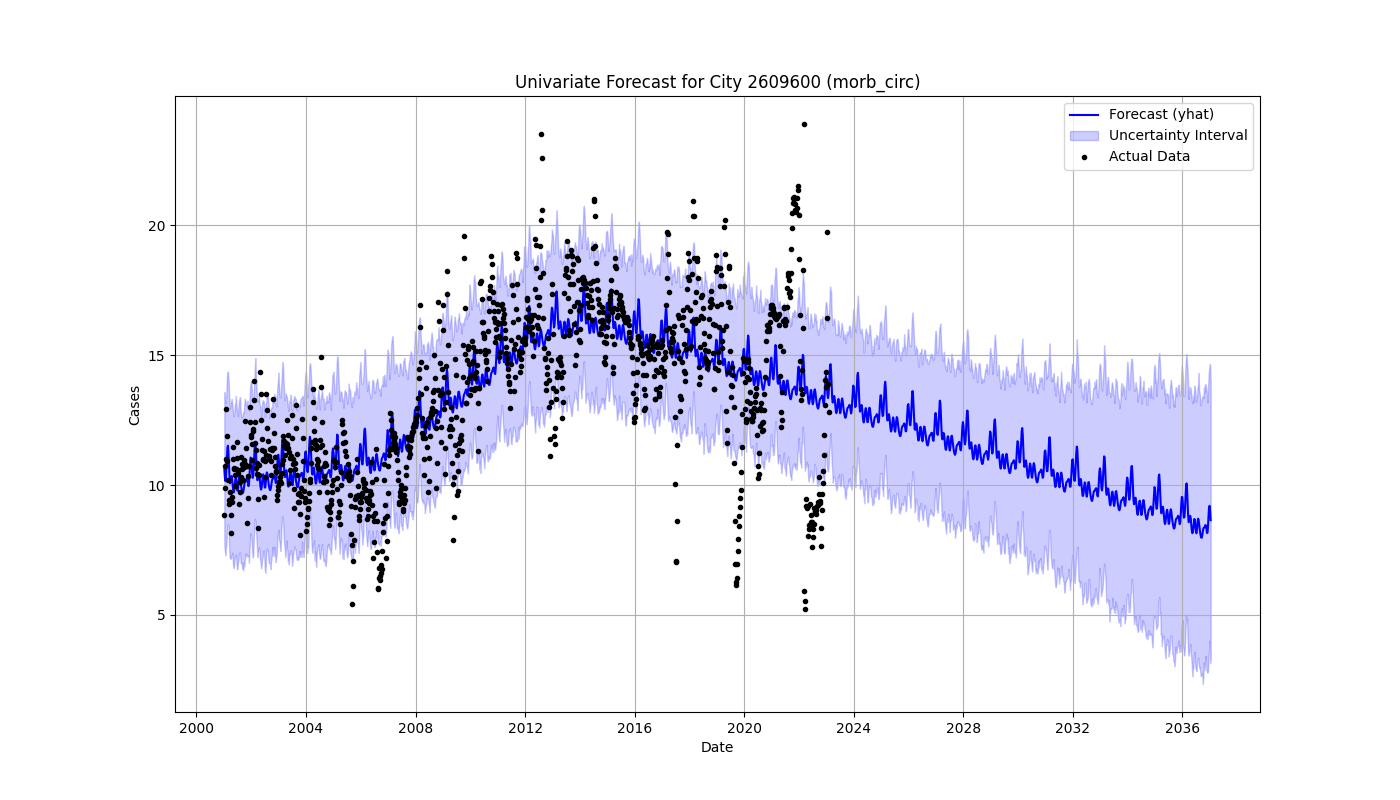 Univariate Forecast for City 2609600 (morb_circ)
Forecast (yhat)
Uncertainty Interval
Actual Data
Cases
20
15
10
5
2000 2004 2008 2012 2016 2020 2024 2028 2032 2036
Date